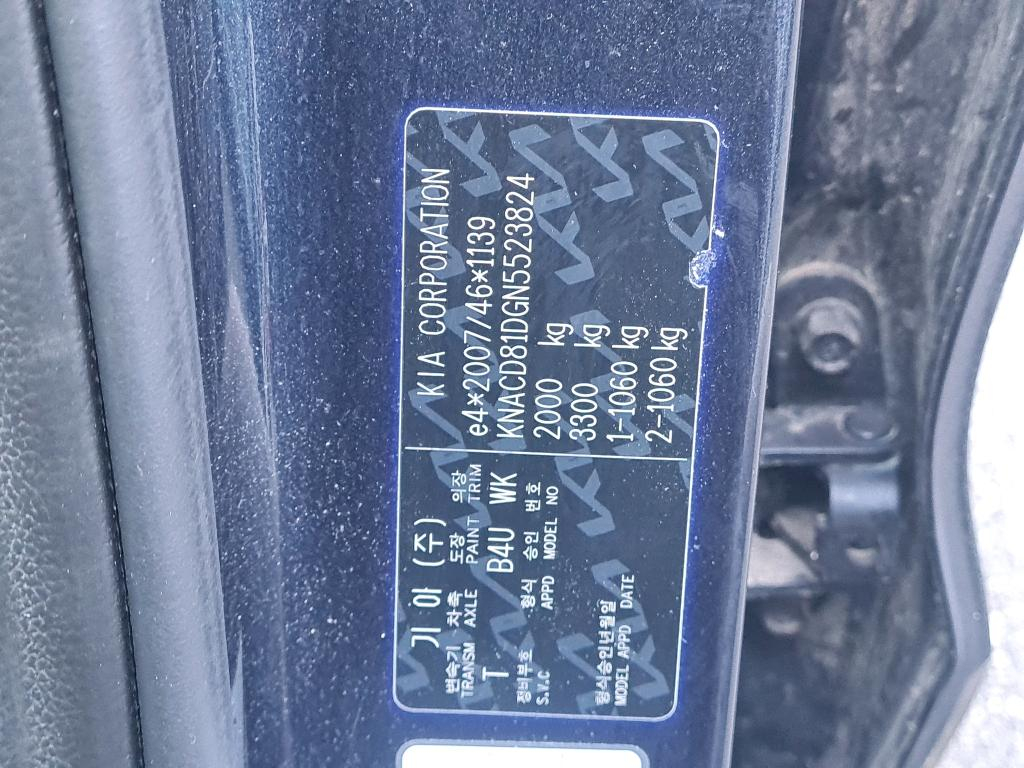 기아 (주) KIA CORPORATION
변속기 차축 도장 의장
TRANSM AXLE PAINT TRIM
T B4U WK
e4*2007/46*1139
정비부호 형식 승인 번호
S.V.C APPD MODEL NO
KNACD81DGN5523824
2000 kg
3300 kg
1-1060 kg
2-1060 kg
형식승인년월일
MODEL APPD DATE